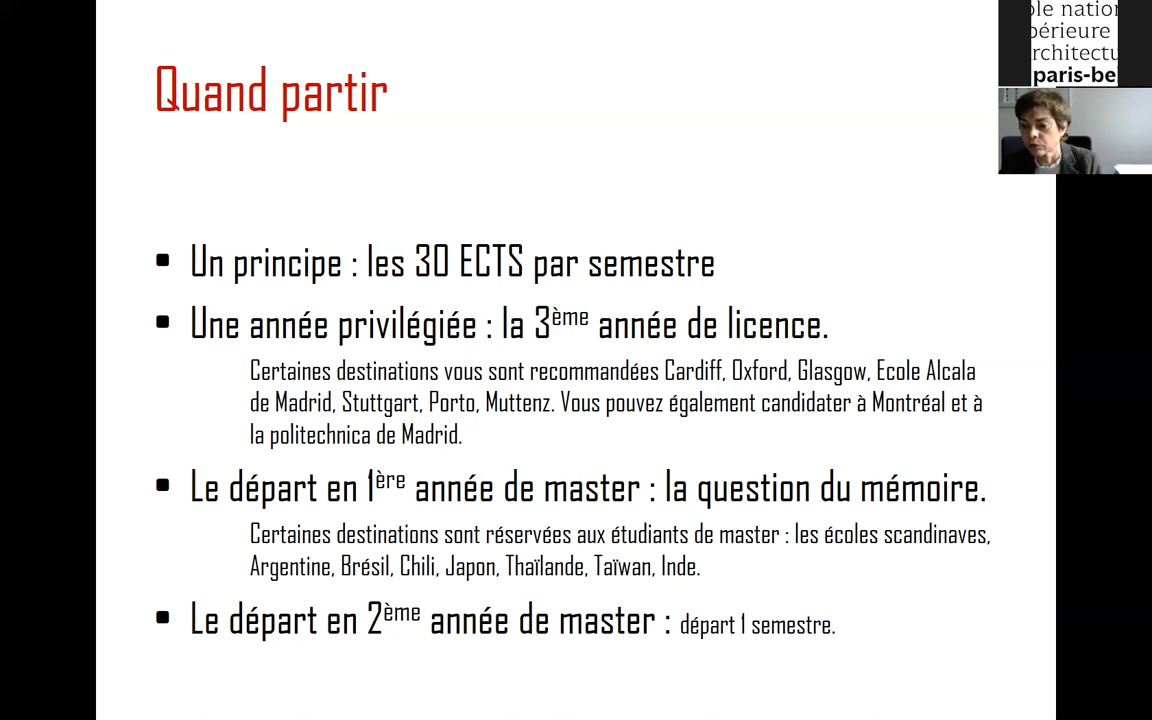 ole nation
périeure
rchitectu
paris-be
Quand partir
▪ Un principe : les 30 ECTS par semestre
▪ Une année privilégiée : la 3ème année de licence.
Certaines destinations vous sont recommandées Cardiff, Oxford, Glasgow, Ecole Alcala
de Madrid, Stuttgart, Porto, Muttenz. Vous pouvez également candidater à Montréal et à
la politechnica de Madrid.
▪ Le départ en 1ère année de master : la question du mémoire.
Certaines destinations sont réservées aux étudiants de master : les écoles scandinaves,
Argentine, Brésil, Chili, Japon, Thaïlande, Taïwan, Inde.
▪ Le départ en 2ème année de master : départ 1 semestre.